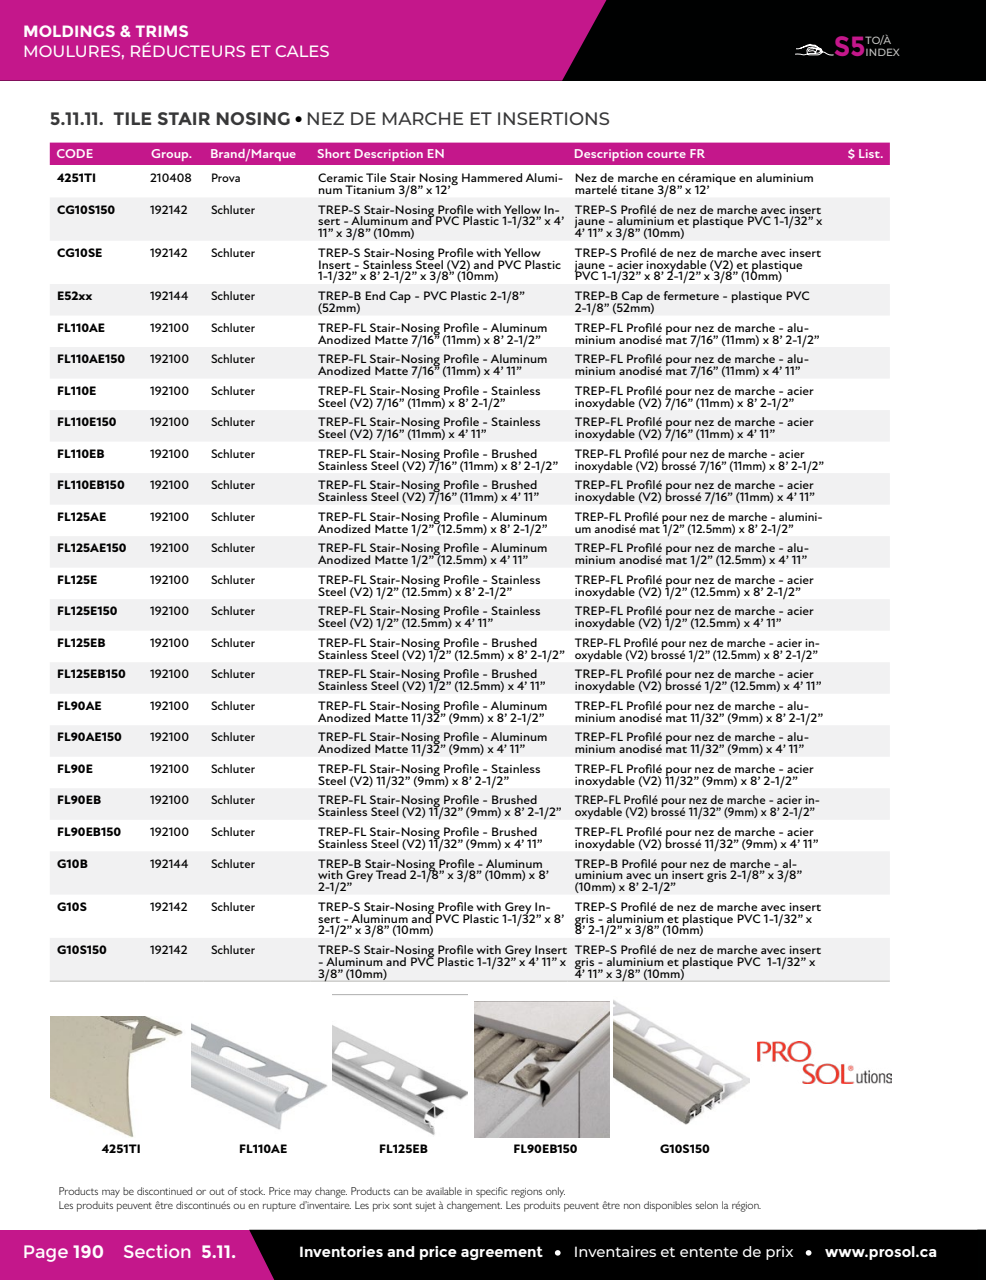 MOLDINGS & TRIMS
MOULURES, RÉDUCTEURS ET CALES
S5 TO/À INDEX
5.11.11. TILE STAIR NOSING • NEZ DE MARCHE ET INSERTIONS
CODE Group. Brand/Marque Short Description EN Description courte FR $ List.
4251TI 210408 Prova Ceramic Tile Stair Nosing Hammered Alumi- Nez de marche en céramique en aluminium
num Titanium 3/8” x 12’ martelé titane 3/8” x 12’
CG10S150 192142 Schluter TREP-S Stair-Nosing Profile with Yellow In- TREP-S Profilé de nez de marche avec insert
sert - Aluminum and PVC Plastic 1-1/32” x 4’ jaune - aluminium et plastique PVC 1-1/32” x
11” x 3/8” (10mm) 4’ 11” x 3/8” (10mm)
CG10SE 192142 Schluter TREP-S Stair-Nosing Profile with Yellow TREP-S Profilé de nez de marche avec insert
Insert - Stainless Steel (V2) and PVC Plastic jaune - acier inoxydable (V2) et plastique
1-1/32” x 8’ 2-1/2” x 3/8” (10mm) PVC 1-1/32” x 8’ 2-1/2” x 3/8” (10mm)
E52xx 192144 Schluter TREP-B End Cap - PVC Plastic 2-1/8” TREP-B Cap de fermeture - plastique PVC
(52mm) 2-1/8” (52mm)
FL110AE 192100 Schluter TREP-FL Stair-Nosing Profile - Aluminum TREP-FL Profilé pour nez de marche - alu-
Anodized Matte 7/16” (11mm) x 8’ 2-1/2” minium anodisé mat 7/16” (11mm) x 8’ 2-1/2”
FL110AE150 192100 Schluter TREP-FL Stair-Nosing Profile - Aluminum TREP-FL Profilé pour nez de marche - alu-
Anodized Matte 7/16” (11mm) x 4’ 11” minium anodisé mat 7/16” (11mm) x 4’ 11”
FL110E 192100 Schluter TREP-FL Stair-Nosing Profile - Stainless TREP-FL Profilé pour nez de marche - acier
Steel (V2) 7/16” (11mm) x 8’ 2-1/2” inoxydable (V2) 7/16” (11mm) x 8’ 2-1/2”
FL110E150 192100 Schluter TREP-FL Stair-Nosing Profile - Stainless TREP-FL Profilé pour nez de marche - acier
Steel (V2) 7/16” (11mm) x 4’ 11” inoxydable (V2) 7/16” (11mm) x 4’ 11”
FL110EB 192100 Schluter TREP-FL Stair-Nosing Profile - Brushed TREP-FL Profilé pour nez de marche - acier
Stainless Steel (V2) 7/16” (11mm) x 8’ 2-1/2” inoxydable (V2) brossé 7/16” (11mm) x 8’ 2-1/2”
FL110EB150 192100 Schluter TREP-FL Stair-Nosing Profile - Brushed TREP-FL Profilé pour nez de marche - acier
Stainless Steel (V2) 7/16” (11mm) x 4’ 11” inoxydable (V2) brossé 7/16” (11mm) x 4’ 11”
FL125AE 192100 Schluter TREP-FL Stair-Nosing Profile - Aluminum TREP-FL Profilé pour nez de marche - alumini-
Anodized Matte 1/2” (12.5mm) x 8’ 2-1/2” um anodisé mat 1/2” (12.5mm) x 8’ 2-1/2”
FL125AE150 192100 Schluter TREP-FL Stair-Nosing Profile - Aluminum TREP-FL Profilé pour nez de marche - alu-
Anodized Matte 1/2” (12.5mm) x 4’ 11” minium anodisé mat 1/2” (12.5mm) x 4’ 11”
FL125E 192100 Schluter TREP-FL Stair-Nosing Profile - Stainless TREP-FL Profilé pour nez de marche - acier
Steel (V2) 1/2” (12.5mm) x 8’ 2-1/2” inoxydable (V2) 1/2” (12.5mm) x 8’ 2-1/2”
FL125E150 192100 Schluter TREP-FL Stair-Nosing Profile - Stainless TREP-FL Profilé pour nez de marche - acier
Steel (V2) 1/2” (12.5mm) x 4’ 11” inoxydable (V2) 1/2” (12.5mm) x 4’ 11”
FL125EB 192100 Schluter TREP-FL Stair-Nosing Profile - Brushed TREP-FL Profilé pour nez de marche - acier in-
Stainless Steel (V2) 1/2” (12.5mm) x 8’ 2-1/2” oxydable (V2) brossé 1/2” (12.5mm) x 8’ 2-1/2”
FL125EB150 192100 Schluter TREP-FL Stair-Nosing Profile - Brushed TREP-FL Profilé pour nez de marche - acier
Stainless Steel (V2) 1/2” (12.5mm) x 4’ 11” inoxydable (V2) brossé 1/2” (12.5mm) x 4’ 11”
FL90AE 192100 Schluter TREP-FL Stair-Nosing Profile - Aluminum TREP-FL Profilé pour nez de marche - alu-
Anodized Matte 11/32” (9mm) x 8’ 2-1/2” minium anodisé mat 11/32” (9mm) x 8’ 2-1/2”
FL90AE150 192100 Schluter TREP-FL Stair-Nosing Profile - Aluminum TREP-FL Profilé pour nez de marche - alu-
Anodized Matte 11/32” (9mm) x 4’ 11” minium anodisé mat 11/32” (9mm) x 4’ 11”
FL90E 192100 Schluter TREP-FL Stair-Nosing Profile - Stainless TREP-FL Profilé pour nez de marche - acier
Steel (V2) 11/32” (9mm) x 8’ 2-1/2” inoxydable (V2) 11/32” (9mm) x 8’ 2-1/2”
FL90EB 192100 Schluter TREP-FL Stair-Nosing Profile - Brushed TREP-FL Profilé pour nez de marche - acier in-
Stainless Steel (V2) 11/32” (9mm) x 8’ 2-1/2” oxydable (V2) brossé 11/32” (9mm) x 8’ 2-1/2”
FL90EB150 192100 Schluter TREP-FL Stair-Nosing Profile - Brushed TREP-FL Profilé pour nez de marche - acier
Stainless Steel (V2) 11/32” (9mm) x 4’ 11” inoxydable (V2) brossé 11/32” (9mm) x 4’ 11”
G10B 192144 Schluter TREP-B Stair-Nosing Profile - Aluminum TREP-B Profilé pour nez de marche - al-
with Grey Tread 2-1/8” x 3/8” (10mm) x 8’ uminium avec un insert gris 2-1/8” x 3/8”
2-1/2” (10mm) x 8’ 2-1/2”
G10S 192142 Schluter TREP-S Stair-Nosing Profile with Grey In- TREP-S Profilé de nez de marche avec insert
sert - Aluminum and PVC Plastic 1-1/32” x 8’ gris - aluminium et plastique PVC 1-1/32” x
2-1/2” x 3/8” (10mm) 8’ 2-1/2” x 3/8” (10mm)
G10S150 192142 Schluter TREP-S Stair-Nosing Profile with Grey Insert TREP-S Profilé de nez de marche avec insert
- Aluminum and PVC Plastic 1-1/32” x 4’ 11” x gris - aluminium et plastique PVC 1-1/32” x
3/8” (10mm) 4’ 11” x 3/8” (10mm)
PRO
SOL® utions
4251TI FL110AE FL125EB FL90EB150 G10S150
Products may be discontinued or out of stock. Price may change. Products can be available in specific regions only.
Les produits peuvent être discontinués ou en rupture d’inventaire. Les prix sont sujet à changement. Les produits peuvent être non disponibles selon la région.
Page 190 Section 5.11. Inventories and price agreement • Inventaires et entente de prix • www.prosol.ca